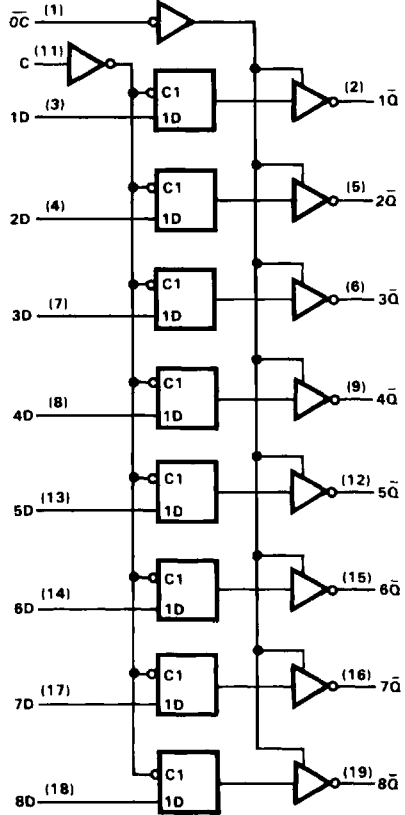 O̅C̅ (1)
C (11)
C1 (2) 1Q̅
1D (3) 1D
C1 (5) 2Q̅
2D (4) 1D
C1 (6) 3Q̅
3D (7) 1D
C1 (9) 4Q̅
4D (8) 1D
C1 (12) 5Q̅
5D (13) 1D
C1 (15) 6Q̅
6D (14) 1D
C1 (16) 7Q̅
7D (17) 1D
C1 (19) 8Q̅
8D (18) 1D